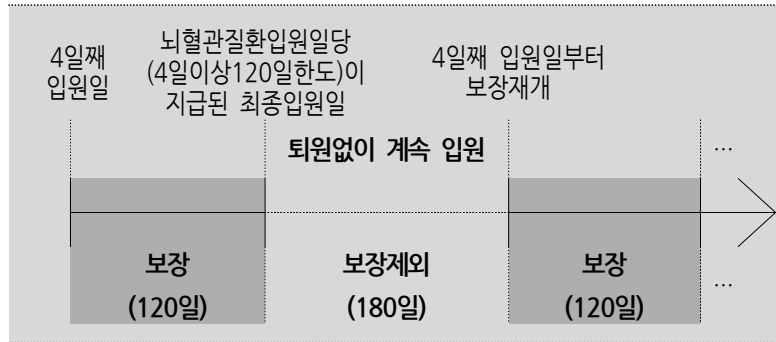 4일째
입원일
뇌혈관질환입원일당
(4일이상120일한도)이
지급된 최종입원일
4일째 입원일부터
보장재개
퇴원없이 계속 입원
…
보장
(120일)
보장제외
(180일)
보장
(120일)
…